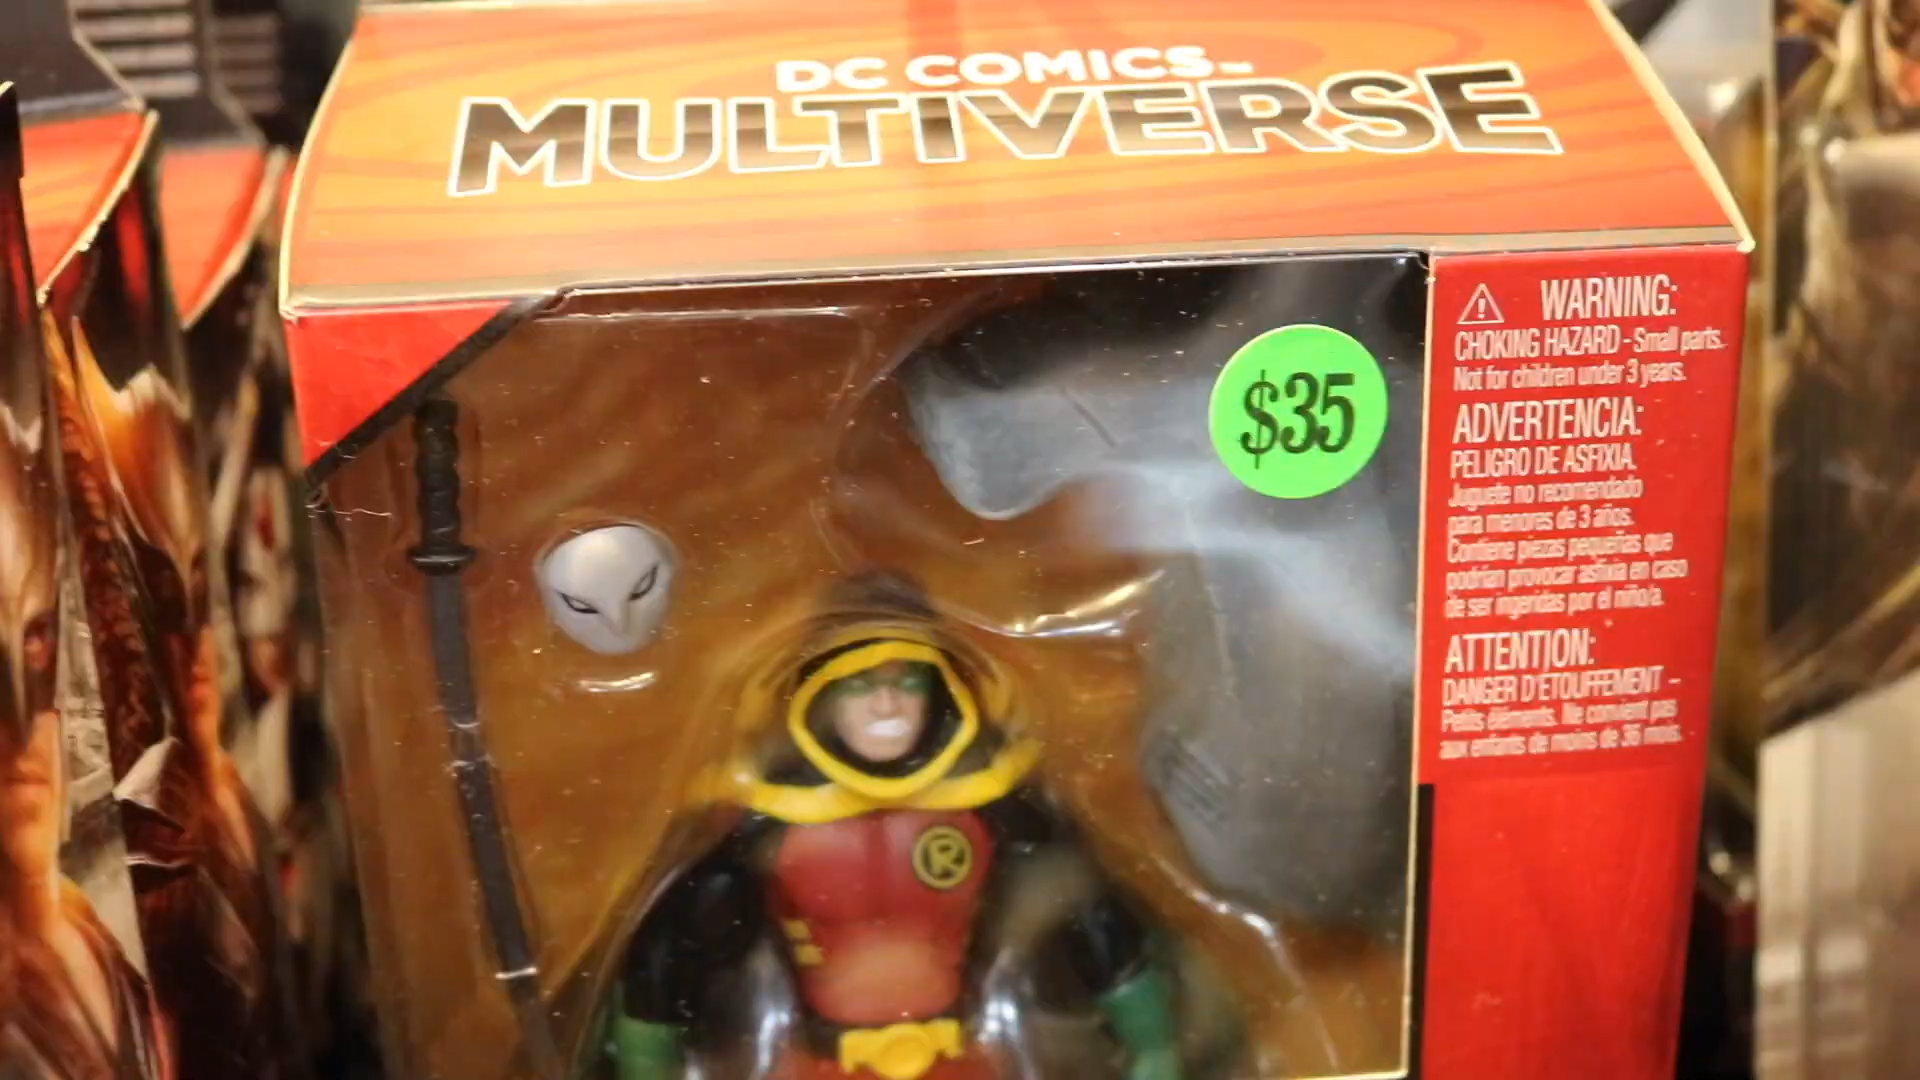 DC COMICS™
MULTIVERSE
$35
WARNING:
CHOKING HAZARD - Small parts.
Not for children under 3 years.
ADVERTENCIA:
PELIGRO DE ASFIXIA.
Juguete no recomendado
para menores de 3 años.
Contiene piezas pequeñas que
podrían provocar asfixia en caso
de ser ingeridas por el niño/a.
ATTENTION:
DANGER D'ÉTOUFFEMENT -
Petits éléments. Ne convient pas
aux enfants de moins de 36 mois.
R